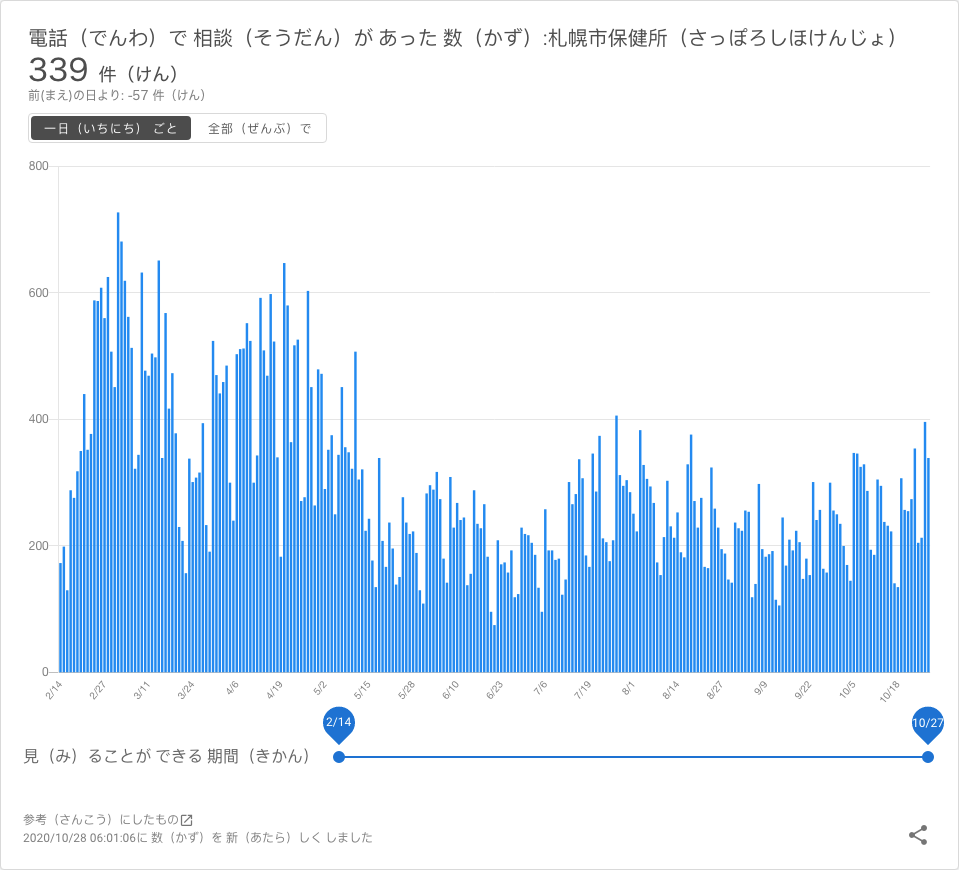 電話（でんわ）で 相談（そうだん）が あった 数（かず）:札幌市保健所（さっぽろしほけんじょ）
339 件（けん）
前(まえ)の日より: -57 件（けん）
一日（いちにち） ごと 全部（ぜんぶ）で
800
600
400
200
0
2/14 2/27 3/11 3/24 4/6 4/19 5/2 5/15 5/28 6/10 6/23 7/6 7/19 8/1 8/14 8/27 9/9 9/22 10/5 10/18
2/14 10/27
見（み）ることが できる 期間（きかん）
参考（さんこう）にしたもの
2020/10/28 06:01:06に 数（かず）を 新（あたら）しく しました